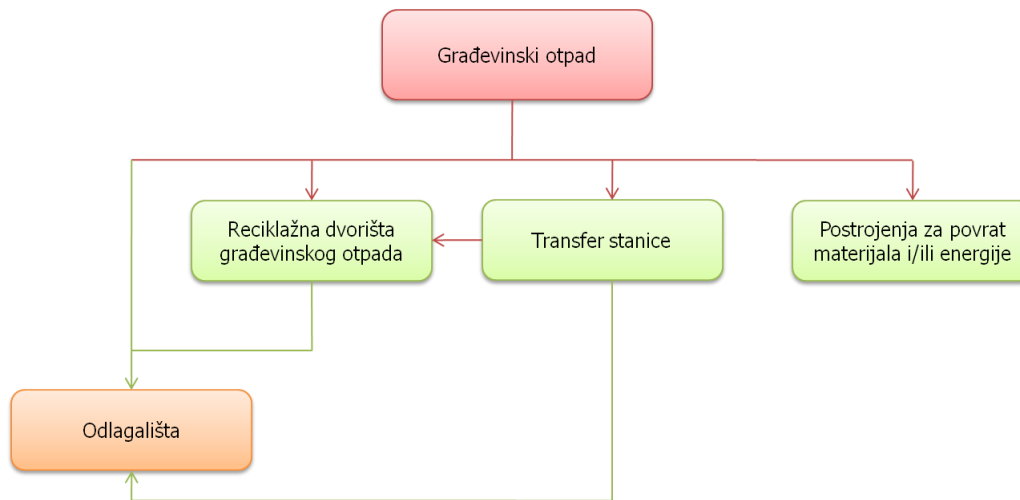 Građevinski otpad
Reciklažna dvorišta
građevinskog otpada
Transfer stanice
Postrojenja za povrat
materijala i/ili energije
Odlagališta